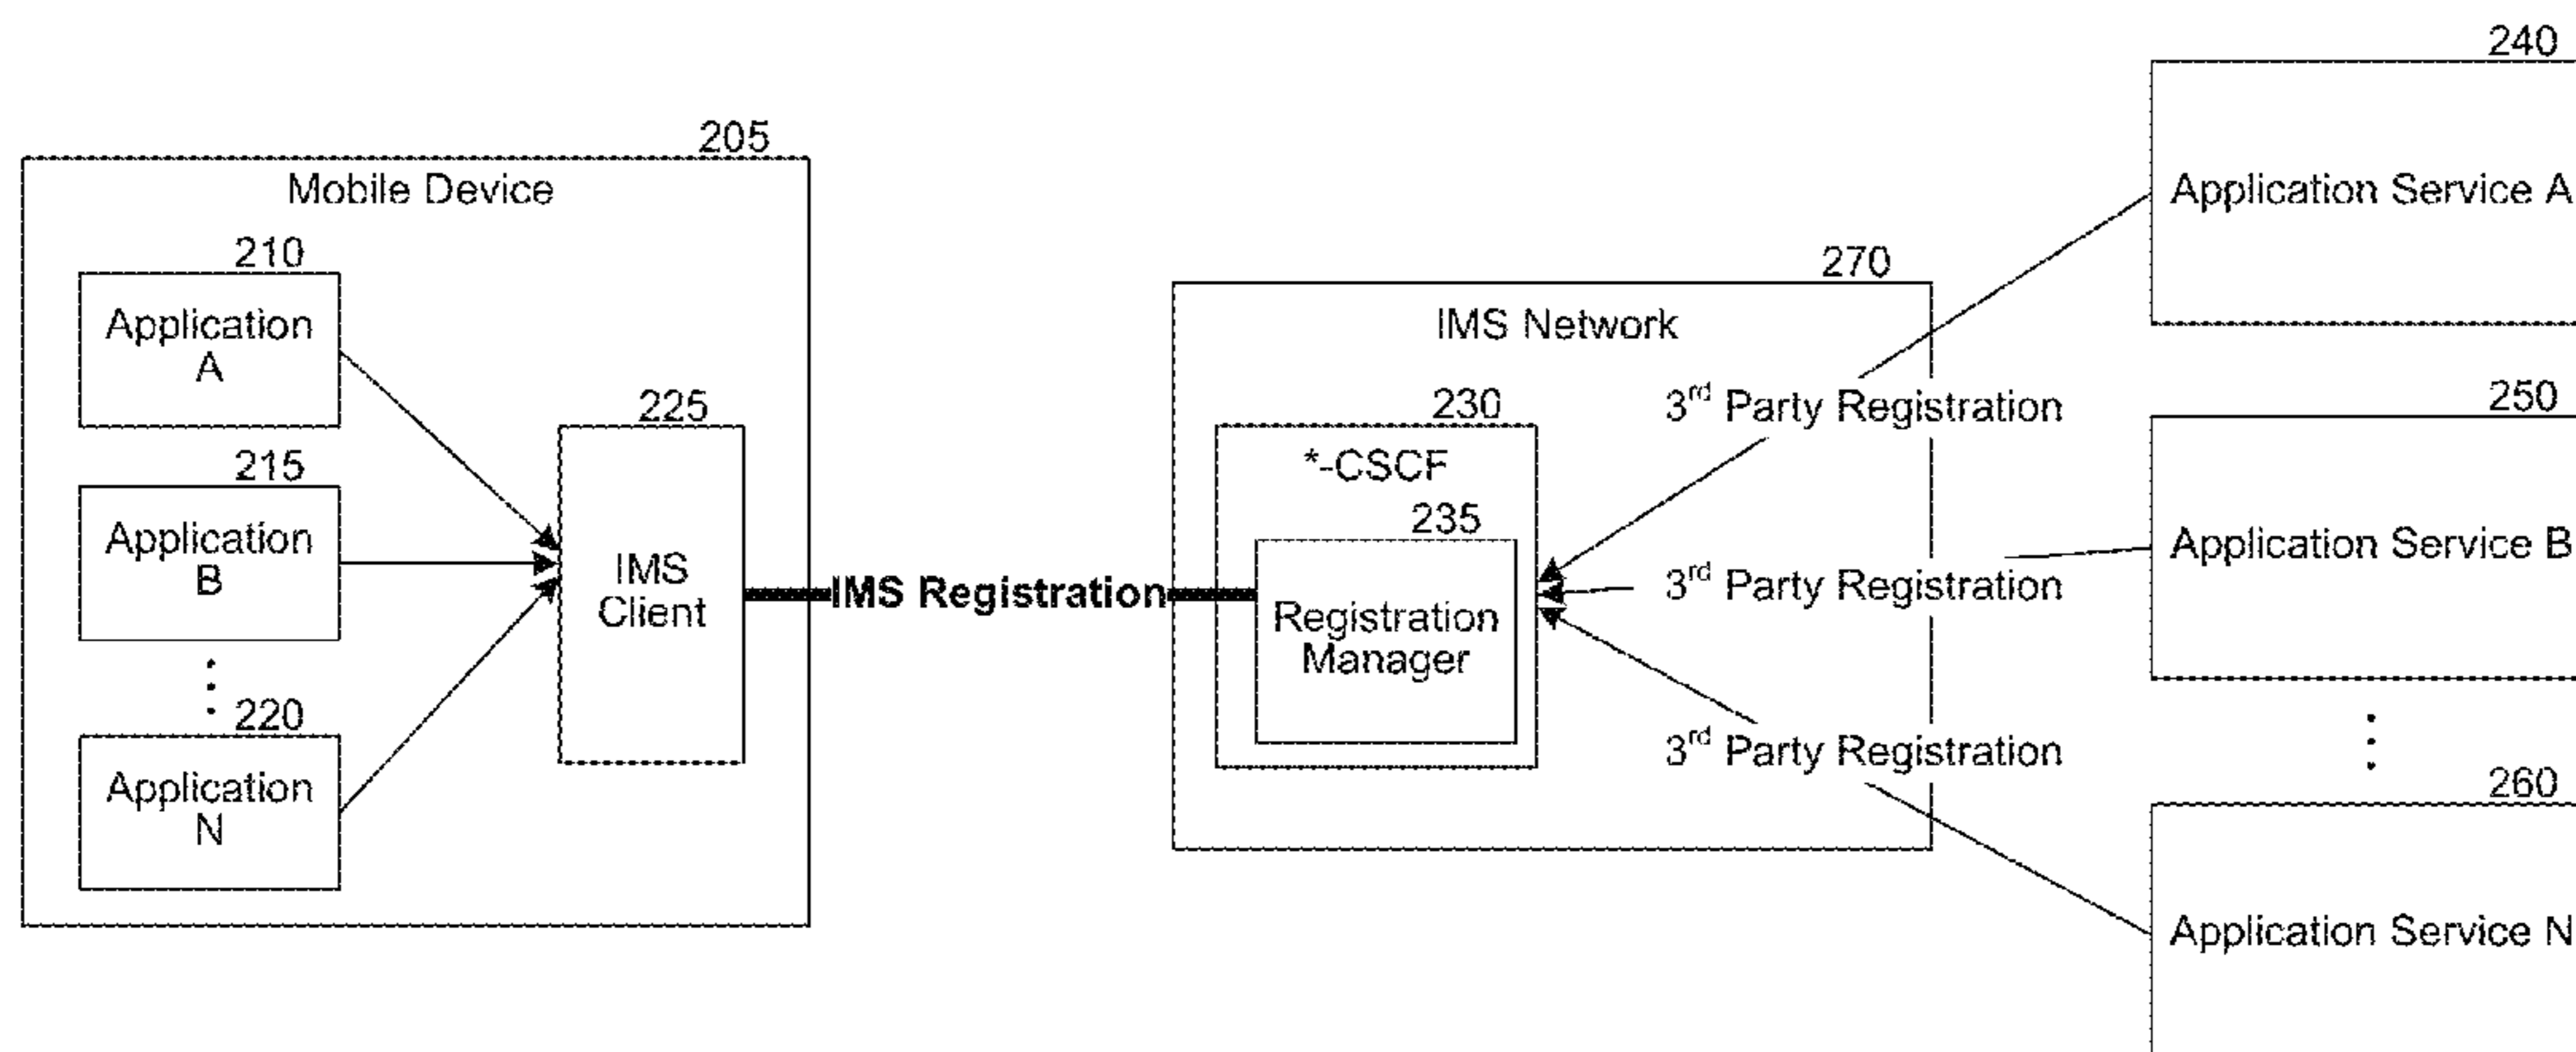 205
Mobile Device
210
Application
A
215
Application
B
220
Application
N
225
IMS
Client
IMS Registration
270
IMS Network
230
*-CSCF
235
Registration
Manager
3rd Party Registration
3rd Party Registration
3rd Party Registration
240
Application Service A
250
Application Service B
260
Application Service N